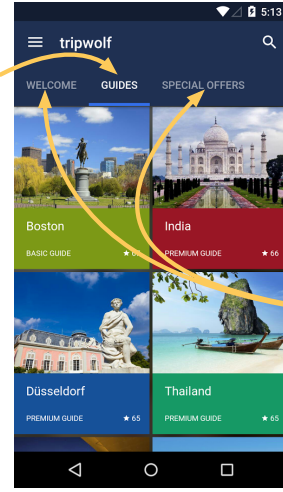 5:13
tripwolf
WELCOME GUIDES SPECIAL OFFERS
Boston
BASIC GUIDE
India
PREMIUM GUIDE ★ 66
Düsseldorf
PREMIUM GUIDE ★ 65
Thailand
PREMIUM GUIDE ★ 65